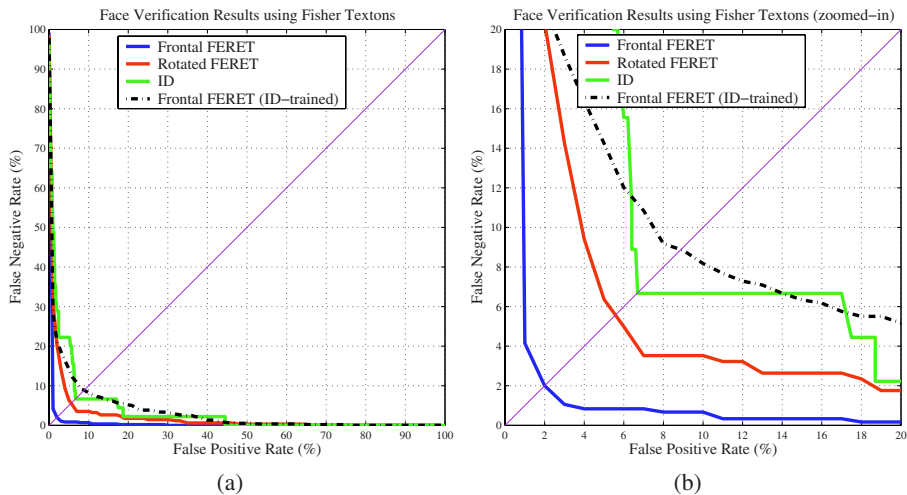 Face Verification Results using Fisher Textons
100
90
80
70
60
50
40
30
20
10
0
False Negative Rate (%)
Frontal FERET
Rotated FERET
ID
Frontal FERET (ID−trained)
0 10 20 30 40 50 60 70 80 90 100
False Positive Rate (%)
(a)
Face Verification Results using Fisher Textons (zoomed−in)
20
18
16
14
12
10
8
6
4
2
0
False Negative Rate (%)
Frontal FERET
Rotated FERET
ID
Frontal FERET (ID−trained)
0 2 4 6 8 10 12 14 16 18 20
False Positive Rate (%)
(b)